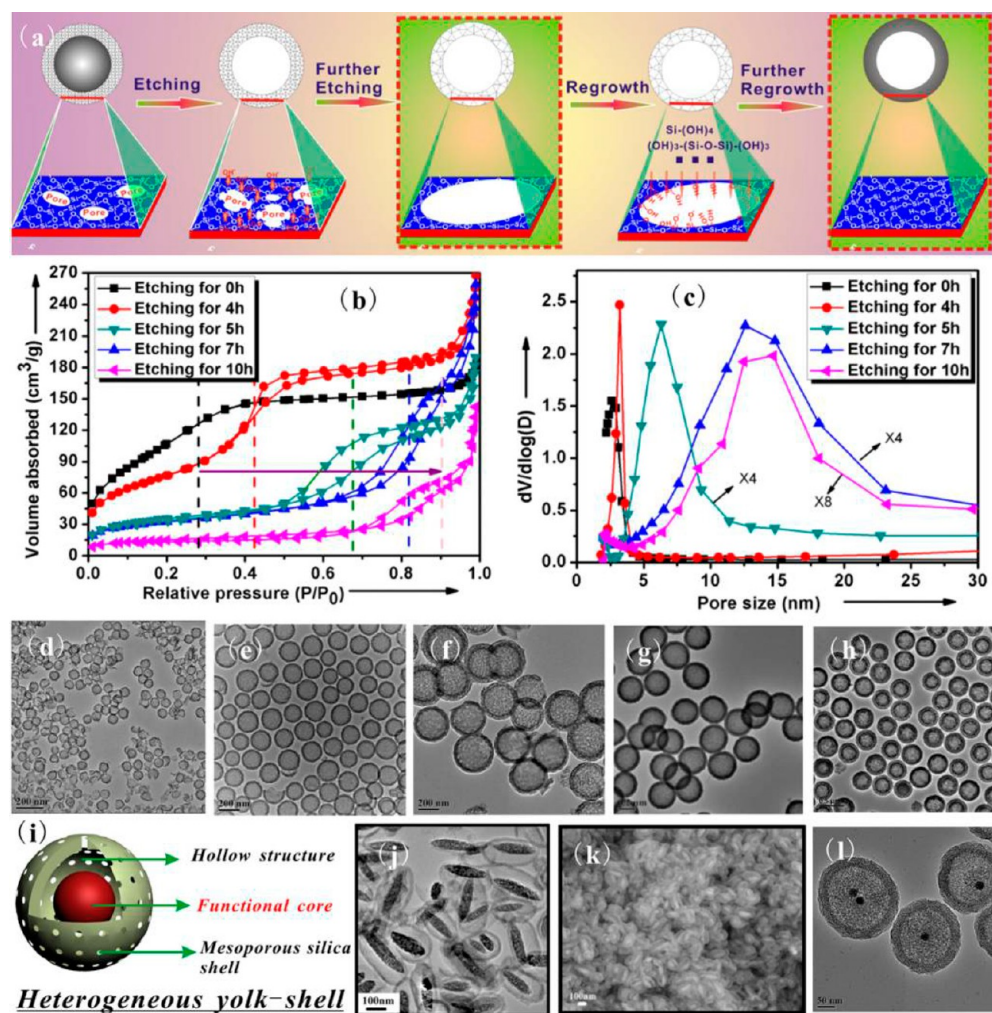 (a)
Etching
Further
Etching
Regrowth
Further
Regrowth
Si-(OH)4
(OH)3-(Si-O-Si)-(OH)3
Pore
Pore
Pore
Pore
Pore
(b)
Etching for 0h
Etching for 4h
Etching for 5h
Etching for 7h
Etching for 10h
Volume absorbed (cm³/g)
270
240
210
180
150
120
90
60
30
0
0.0 0.2 0.4 0.6 0.8 1.0
Relative pressure (P/P0)
(c)
Etching for 0h
Etching for 4h
Etching for 5h
Etching for 7h
Etching for 10h
dV/dlog(D)
2.5
2.0
1.5
1.0
0.5
0.0
X4
X4
X8
0 5 10 15 20 25 30
Pore size (nm)
(d)
200 nm
(e)
200 nm
(f)
200 nm
(g)
(h)
(i)
Hollow structure
Functional core
Mesoporous silica
shell
Heterogeneous yolk-shell
(j)
100nm
(k)
100nm
(l)
50 nm